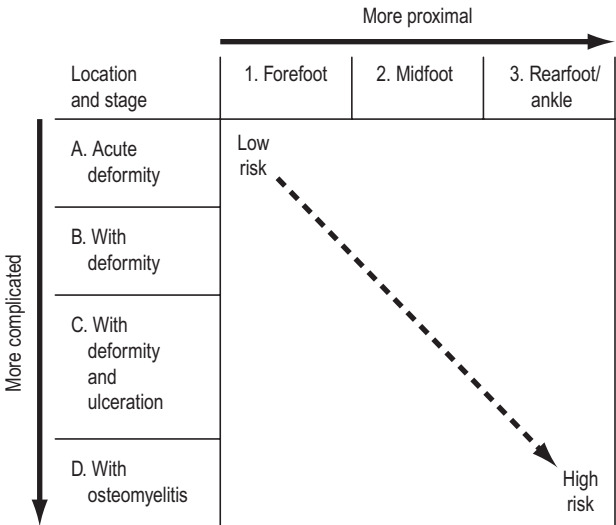 More proximal
Location
and stage
1. Forefoot
2. Midfoot
3. Rearfoot/
ankle
More complicated
A. Acute
deformity
Low
risk
B. With
deformity
C. With
deformity
and
ulceration
D. With
osteomyelitis
High
risk